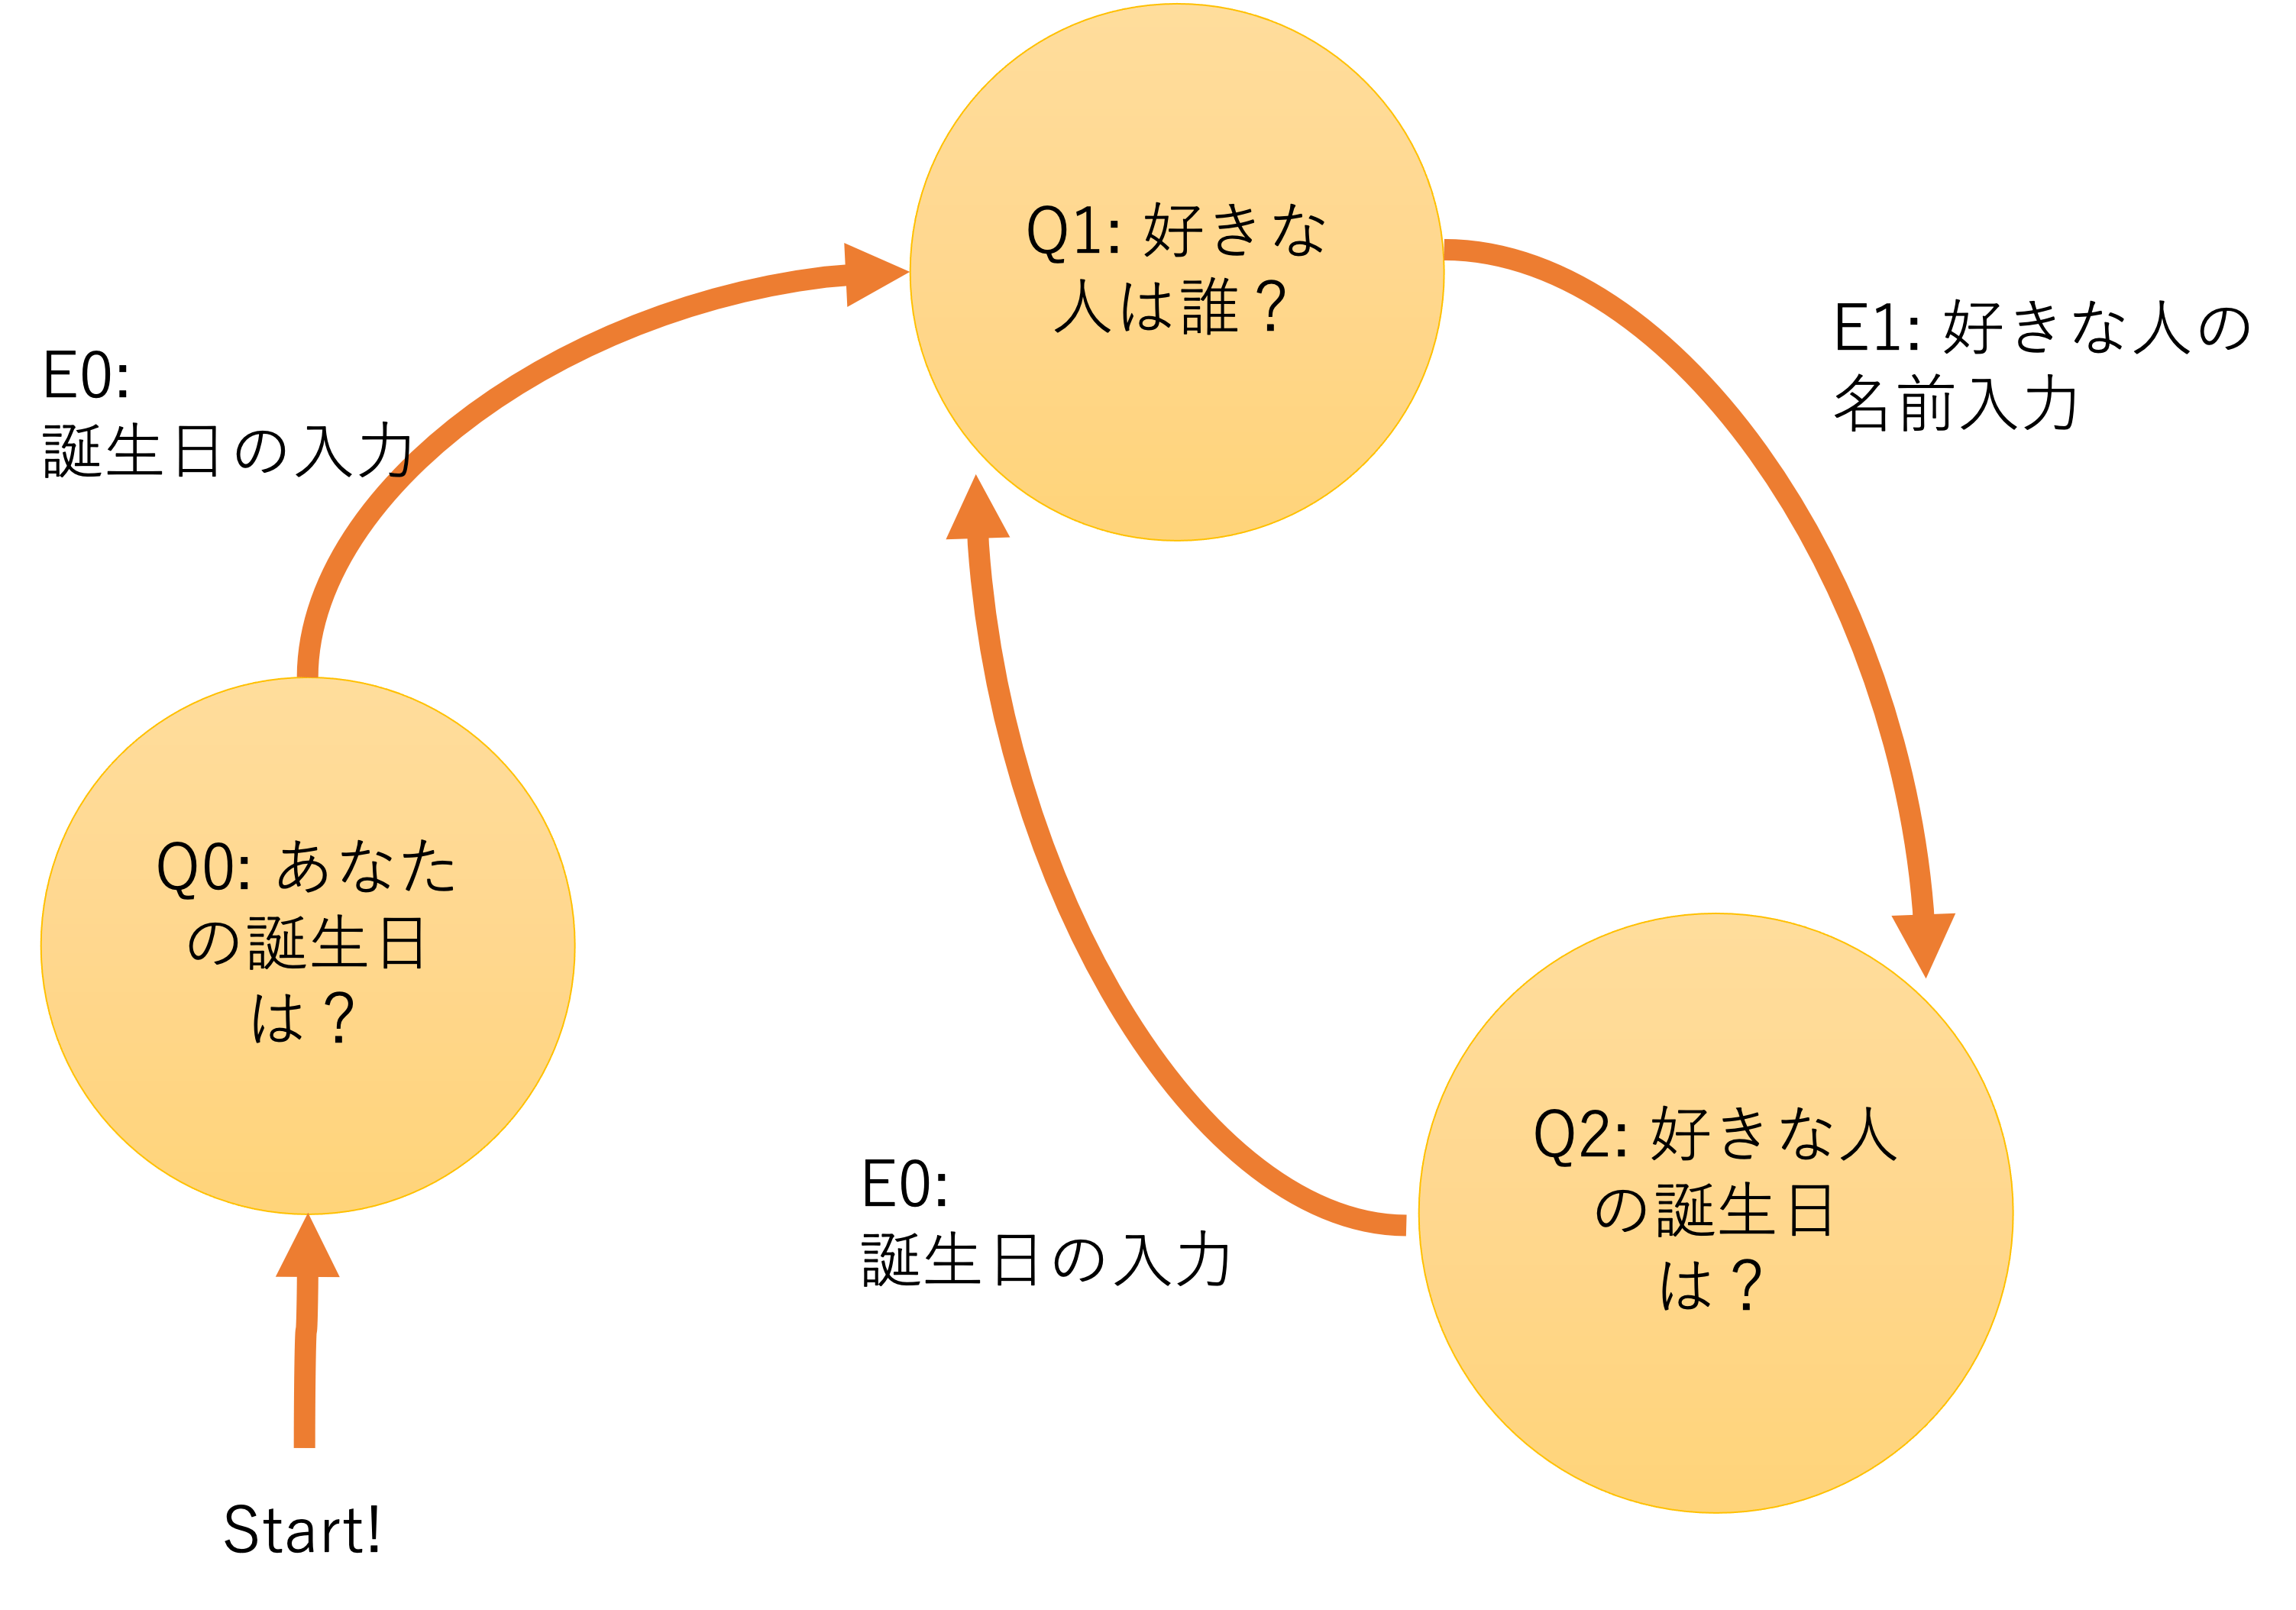 Q1: 好きな
人は誰？
E1: 好きな人の
名前入力
E0:
誕生日の入力
Q0: あなた
の誕生日
は？
Q2: 好きな人
の誕生日
は？
E0:
誕生日の入力
Start!